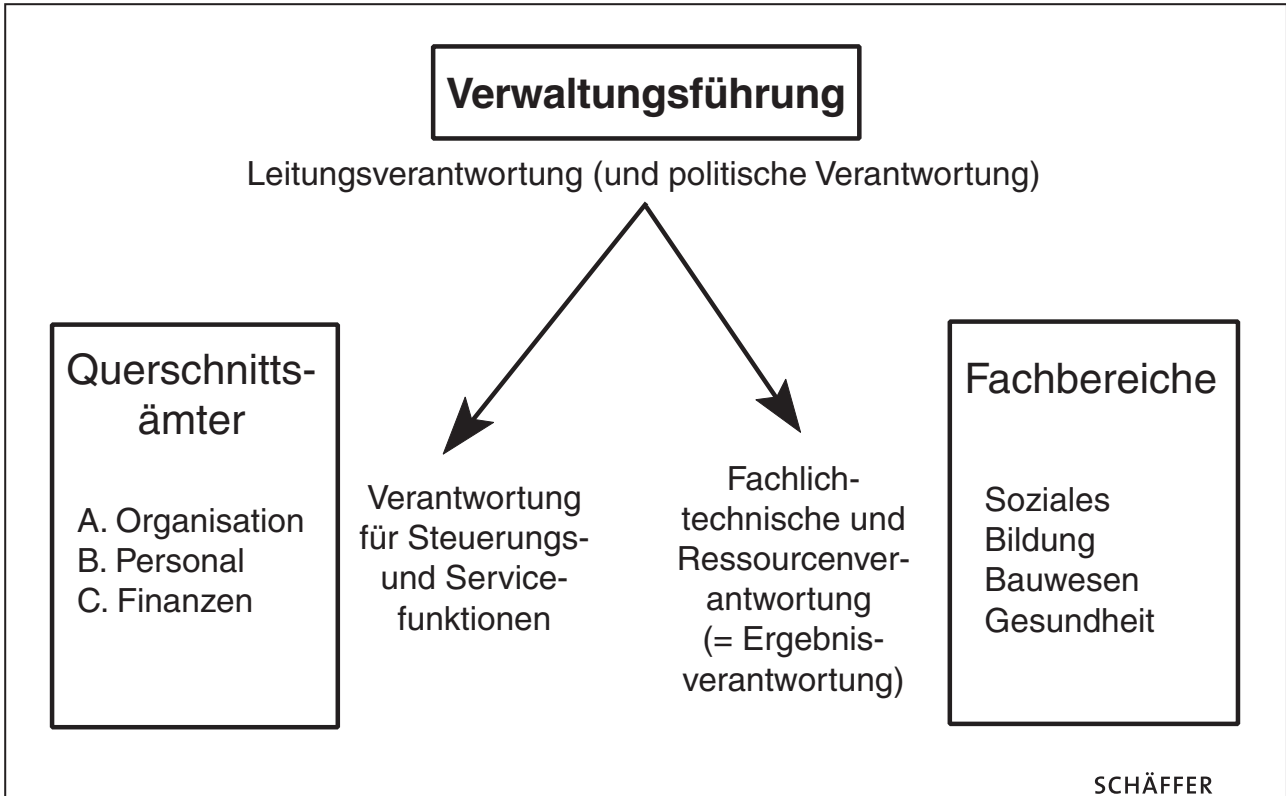 Verwaltungsführung
Leitungsverantwortung (und politische Verantwortung)
Querschnitts-
ämter
A. Organisation
B. Personal
C. Finanzen
Verantwortung
für Steuerungs-
und Service-
funktionen
Fachlich-
technische und
Ressourcenver-
antwortung
(= Ergebnis-
verantwortung)
Fachbereiche
Soziales
Bildung
Bauwesen
Gesundheit
SCHÄFFER